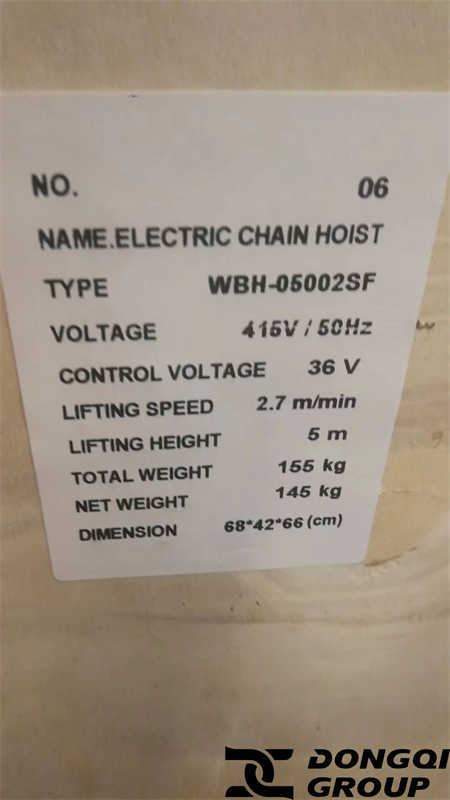 NO. 06
NAME.ELECTRIC CHAIN HOIST
TYPE WBH-05002SF
VOLTAGE 415V / 50Hz
CONTROL VOLTAGE 36 V
LIFTING SPEED 2.7 m/min
LIFTING HEIGHT 5 m
TOTAL WEIGHT 155 kg
NET WEIGHT 145 kg
DIMENSION 68*42*66 (cm)
DONGQI
GROUP